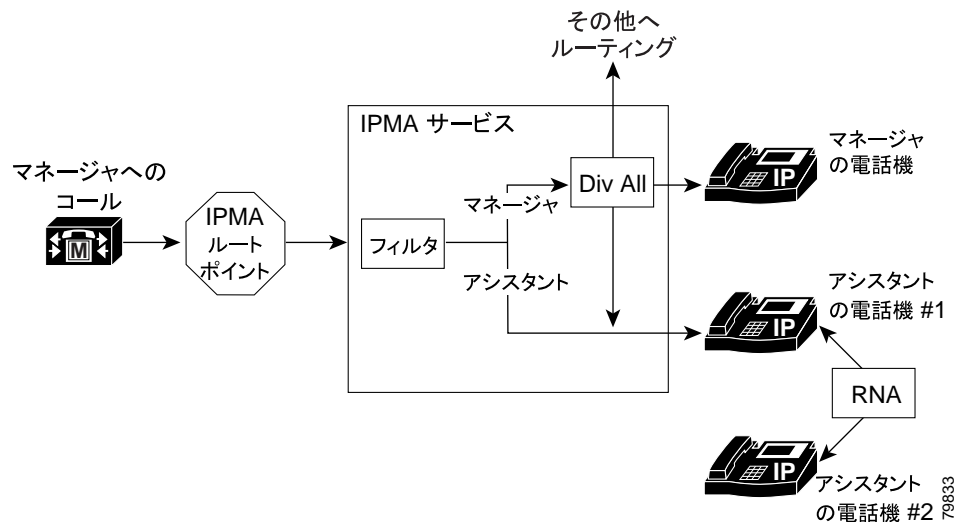 その他へ
ルーティング
IPMA サービス
マネージャへの
コール
M
IPMA
ルート
ポイント
フィルタ
マネージャ
アシスタント
Div All
マネージャ
の電話機
IP
アシスタント
の電話機 #1
IP
RNA
アシスタント
の電話機 #2
IP
79833